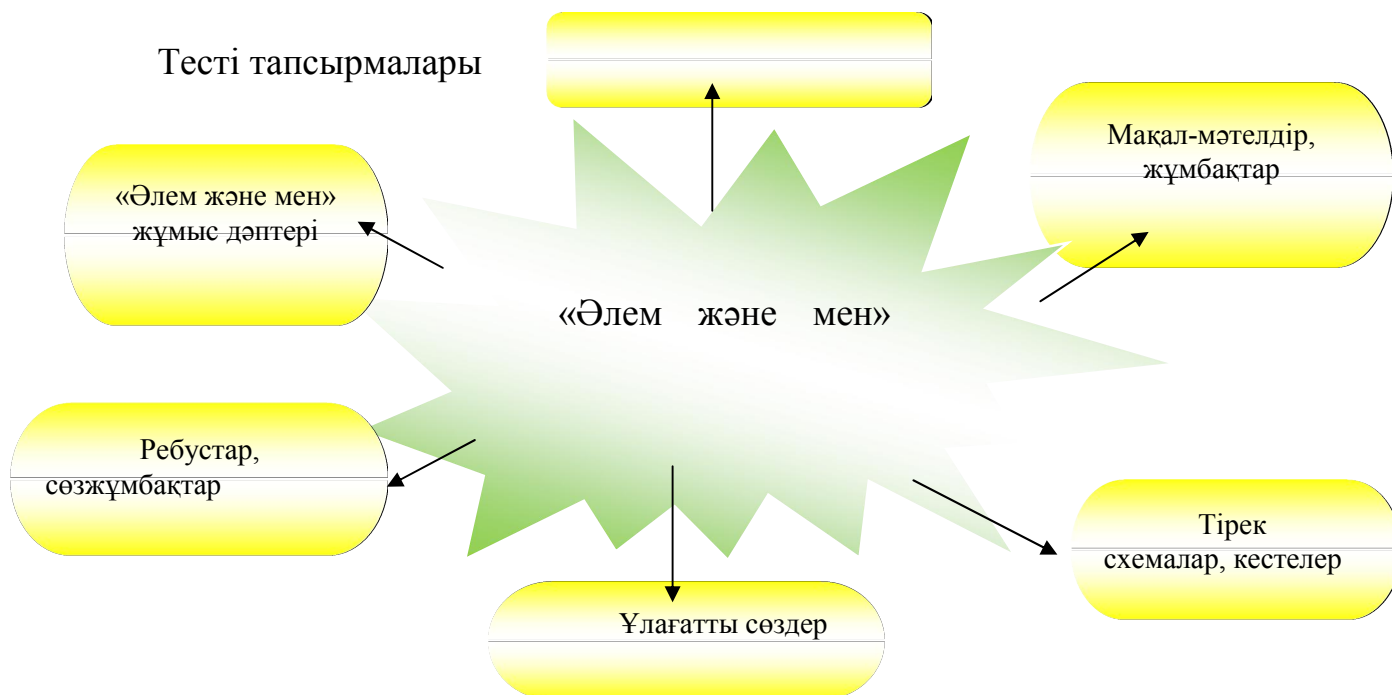 Тесті тапсырмалары
Мақал-мәтелдір,
жұмбақтар
«Әлем және мен»
жұмыс дәптері
«Әлем және мен»
Ребустар,
сөзжұмбақтар
Тірек
схемалар, кестелер
Ұлағатты сөздер